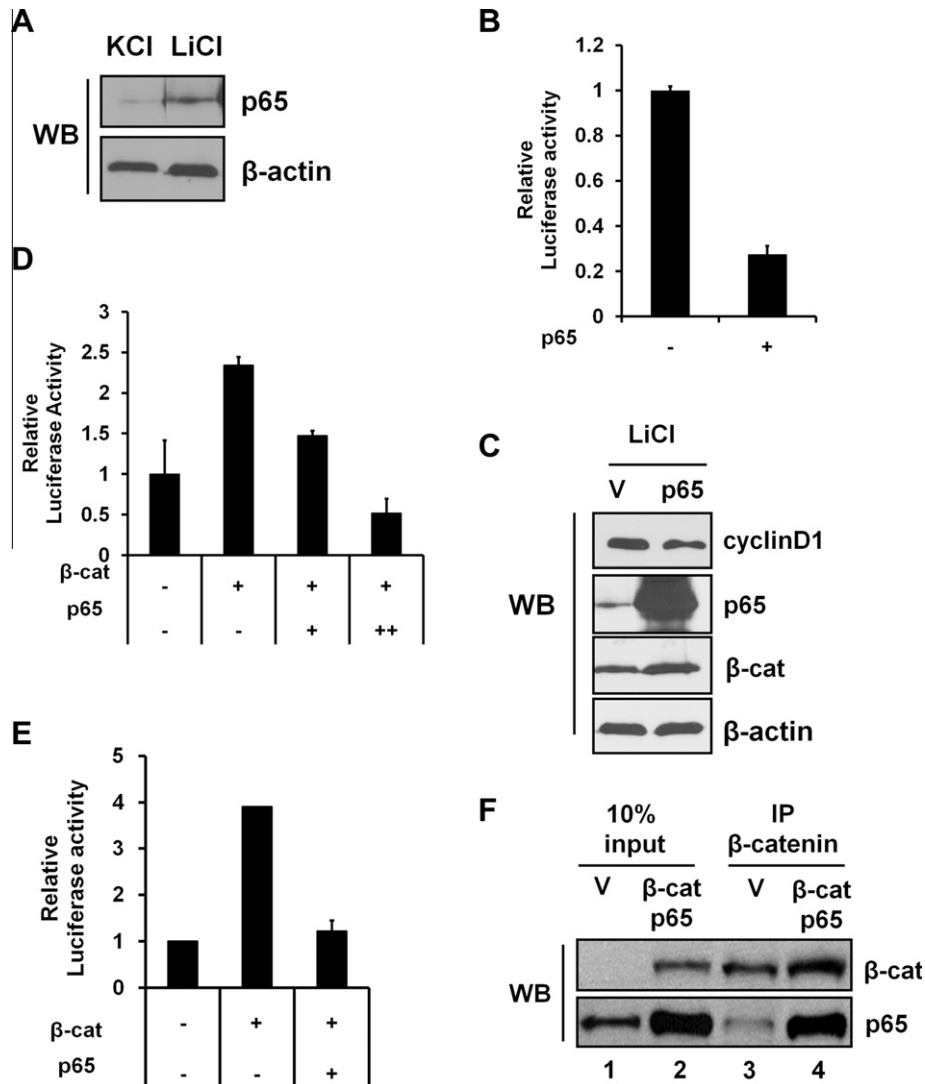 A
KCl LiCl
WB
p65
β-actin
B
Relative
Luciferase activity
1.2
1
0.8
0.6
0.4
0.2
0
p65
- +
D
Relative
Luciferase Activity
3
2.5
2
1.5
1
0.5
0
β-cat - + + +
p65 - - + ++
C
LiCl
V p65
WB
cyclinD1
p65
β-cat
β-actin
E
Relative
Luciferase activity
5
4
3
2
1
0
β-cat - + +
p65 - - +
F
10%
input
IP
β-catenin
V β-cat V β-cat
p65 p65
WB
β-cat
p65
1 2 3 4